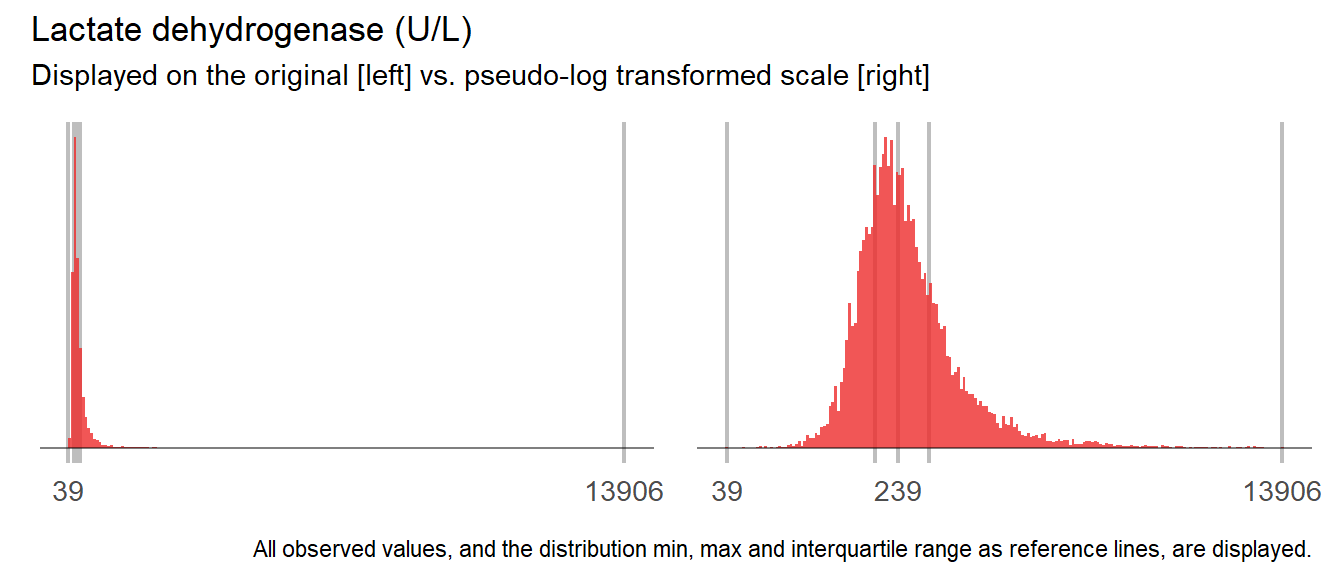 Lactate dehydrogenase (U/L)
Displayed on the original [left] vs. pseudo-log transformed scale [right]
39 13906 39 239 13906
All observed values, and the distribution min, max and interquartile range as reference lines, are displayed.